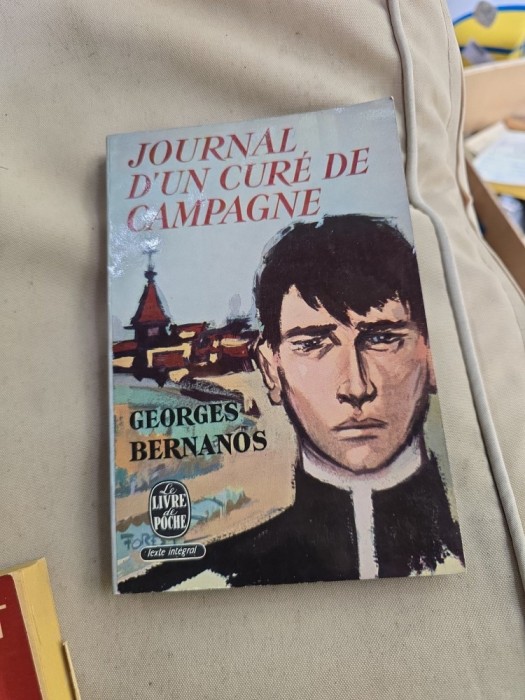 JOURNAL
D'UN CURÉ DE
CAMPAGNE
GEORGES
BERNANOS
Le
LIVRE
de
POCHE
Texte intégral